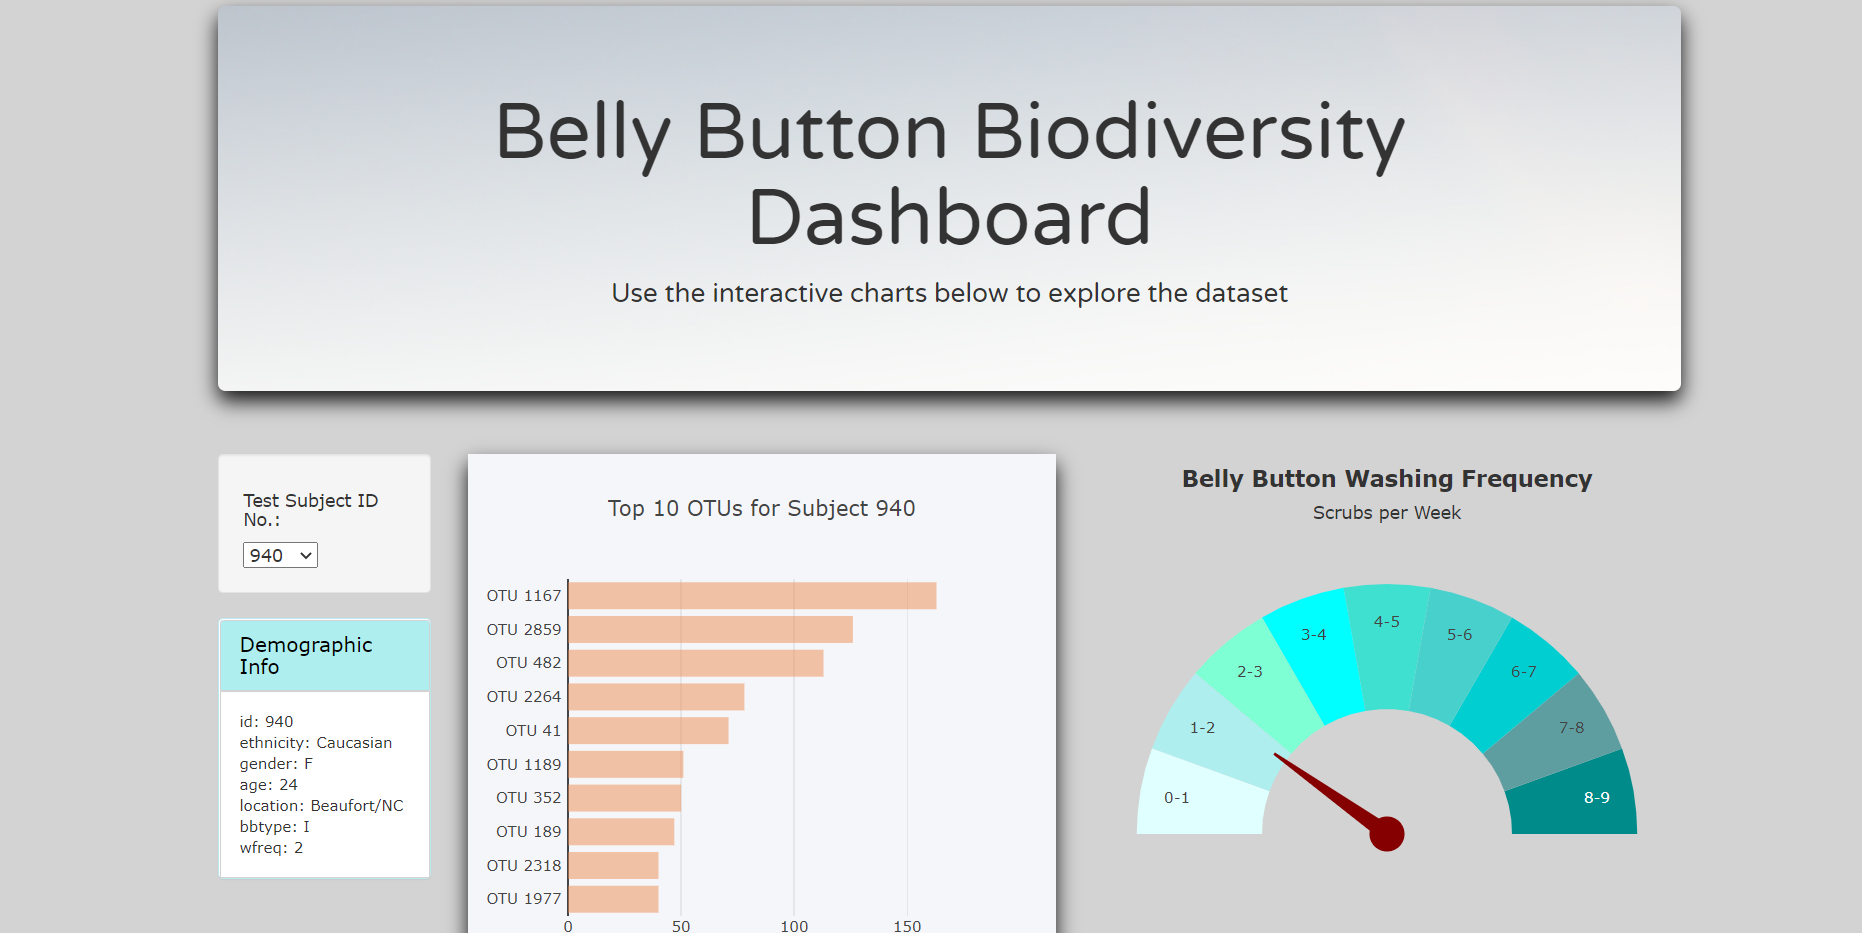 Belly Button Biodiversity
Dashboard
Use the interactive charts below to explore the dataset
Test Subject ID
No.:
940
Demographic
Info
id: 940
ethnicity: Caucasian
gender: F
age: 24
location: Beaufort/NC
bbtype: I
wfreq: 2
Top 10 OTUs for Subject 940
OTU 1167
OTU 2859
OTU 482
OTU 2264
OTU 41
OTU 1189
OTU 352
OTU 189
OTU 2318
OTU 1977
0 50 100 150
Belly Button Washing Frequency
Scrubs per Week
0-1
1-2
2-3
3-4
4-5
5-6
6-7
7-8
8-9